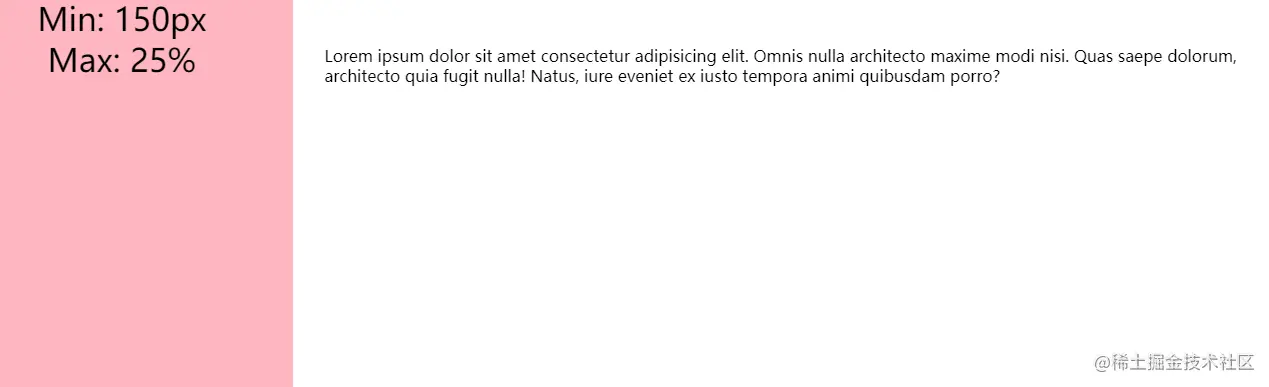 Min: 150px
Max: 25%
Lorem ipsum dolor sit amet consectetur adipisicing elit. Omnis nulla architecto maxime modi nisi. Quas saepe dolorum,
architecto quia fugit nulla! Natus, iure eveniet ex iusto tempora animi quibusdam porro?
@稀土掘金技术社区